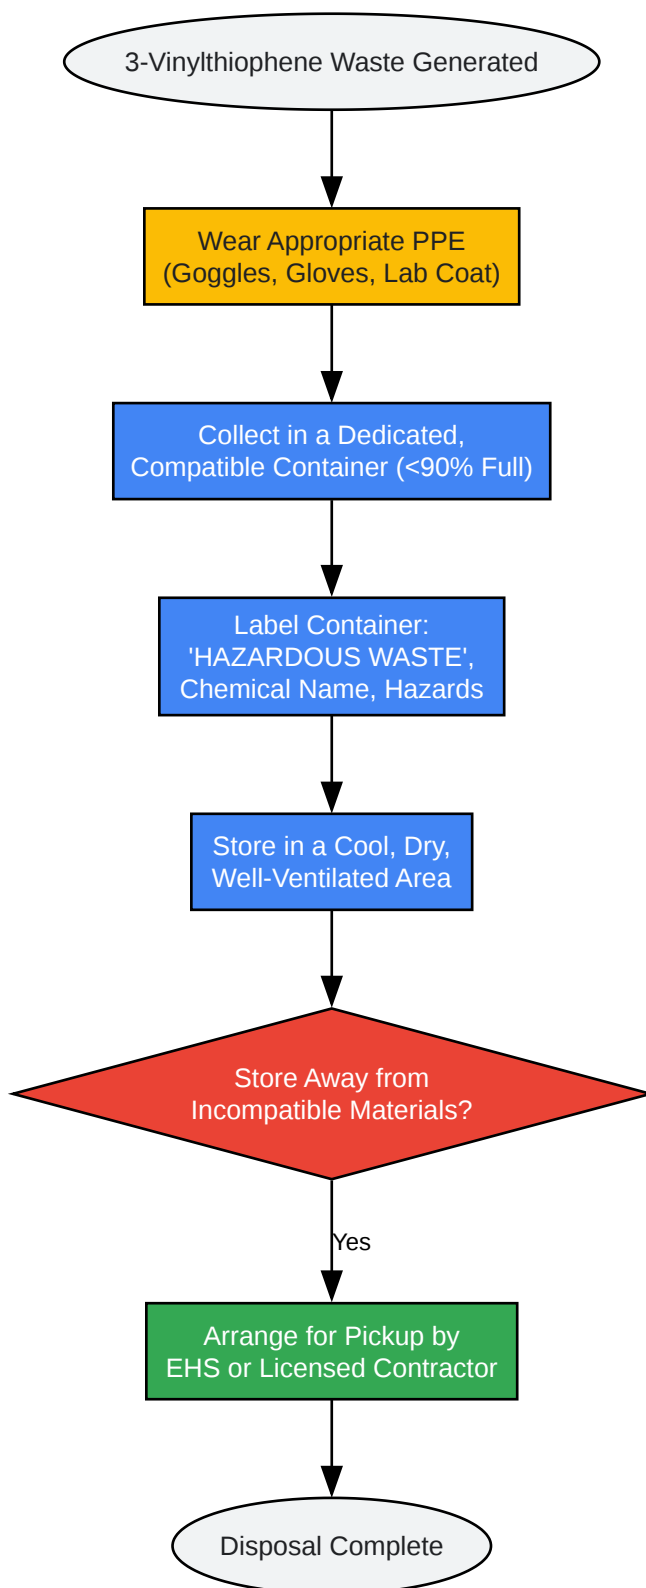 3-Vinylthiophene Waste Generated
Wear Appropriate PPE
(Goggles, Gloves, Lab Coat)
Collect in a Dedicated,
Compatible Container (<90% Full)
Label Container:
'HAZARDOUS WASTE',
Chemical Name, Hazards
Store in a Cool, Dry,
Well-Ventilated Area
Store Away from
Incompatible Materials?
Yes
Arrange for Pickup by
EHS or Licensed Contractor
Disposal Complete